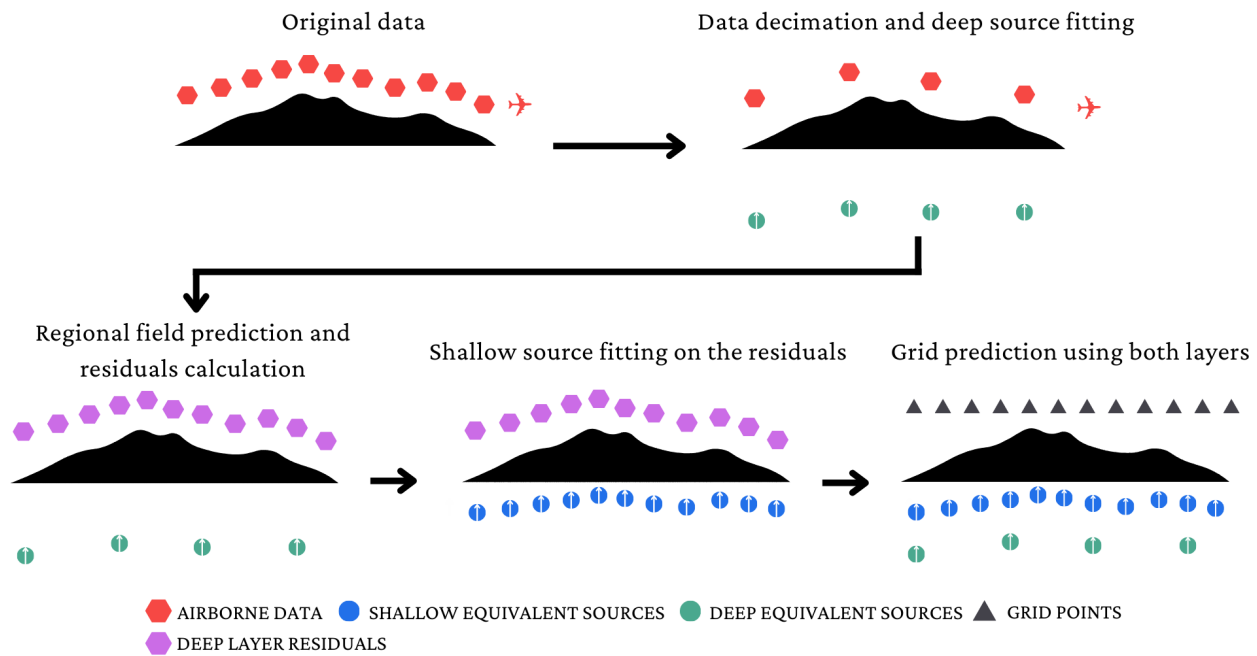 Original data
Data decimation and deep source fitting
Regional field prediction and
residuals calculation
Shallow source fitting on the residuals
Grid prediction using both layers
AIRBORNE DATA
SHALLOW EQUIVALENT SOURCES
DEEP EQUIVALENT SOURCES
GRID POINTS
DEEP LAYER RESIDUALS